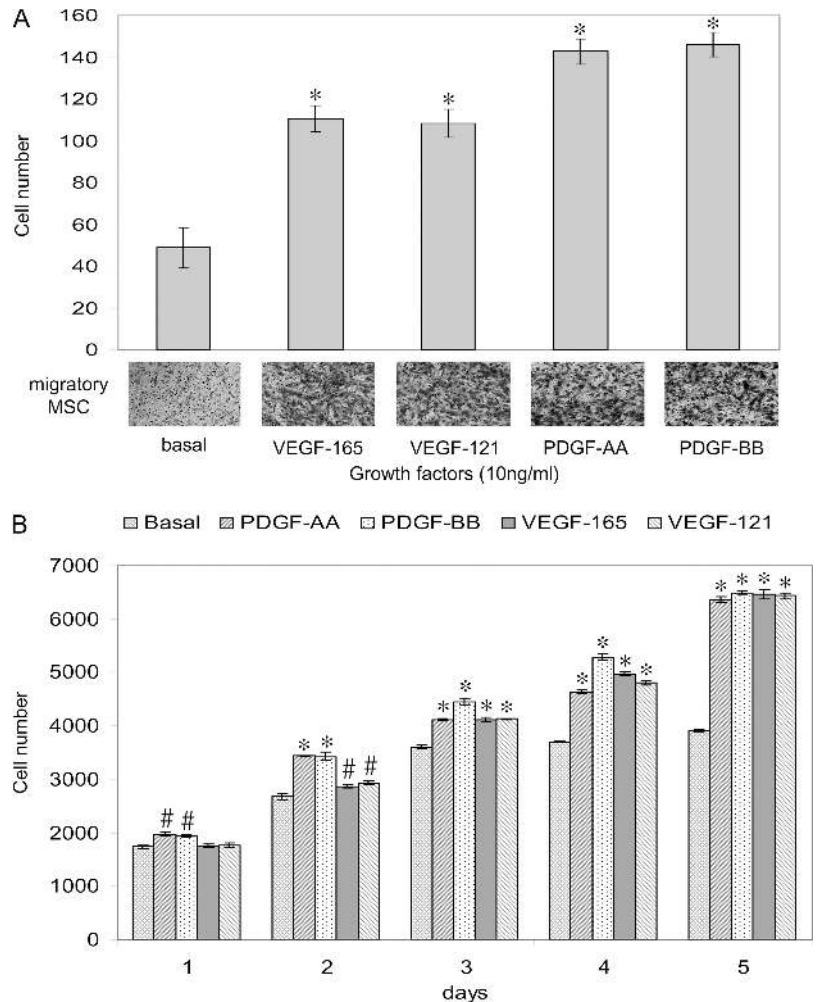 A
160
140
120
100
80
60
40
20
0
Cell number
* * * *
migratory
MSC
basal VEGF-165 VEGF-121 PDGF-AA PDGF-BB
Growth factors (10ng/ml)
B
Basal PDGF-AA PDGF-BB VEGF-165 VEGF-121
7000
6000
5000
4000
3000
2000
1000
0
Cell number
# #
* * # #
* * * *
* * * *
* * * *
1 2 3 4 5
days